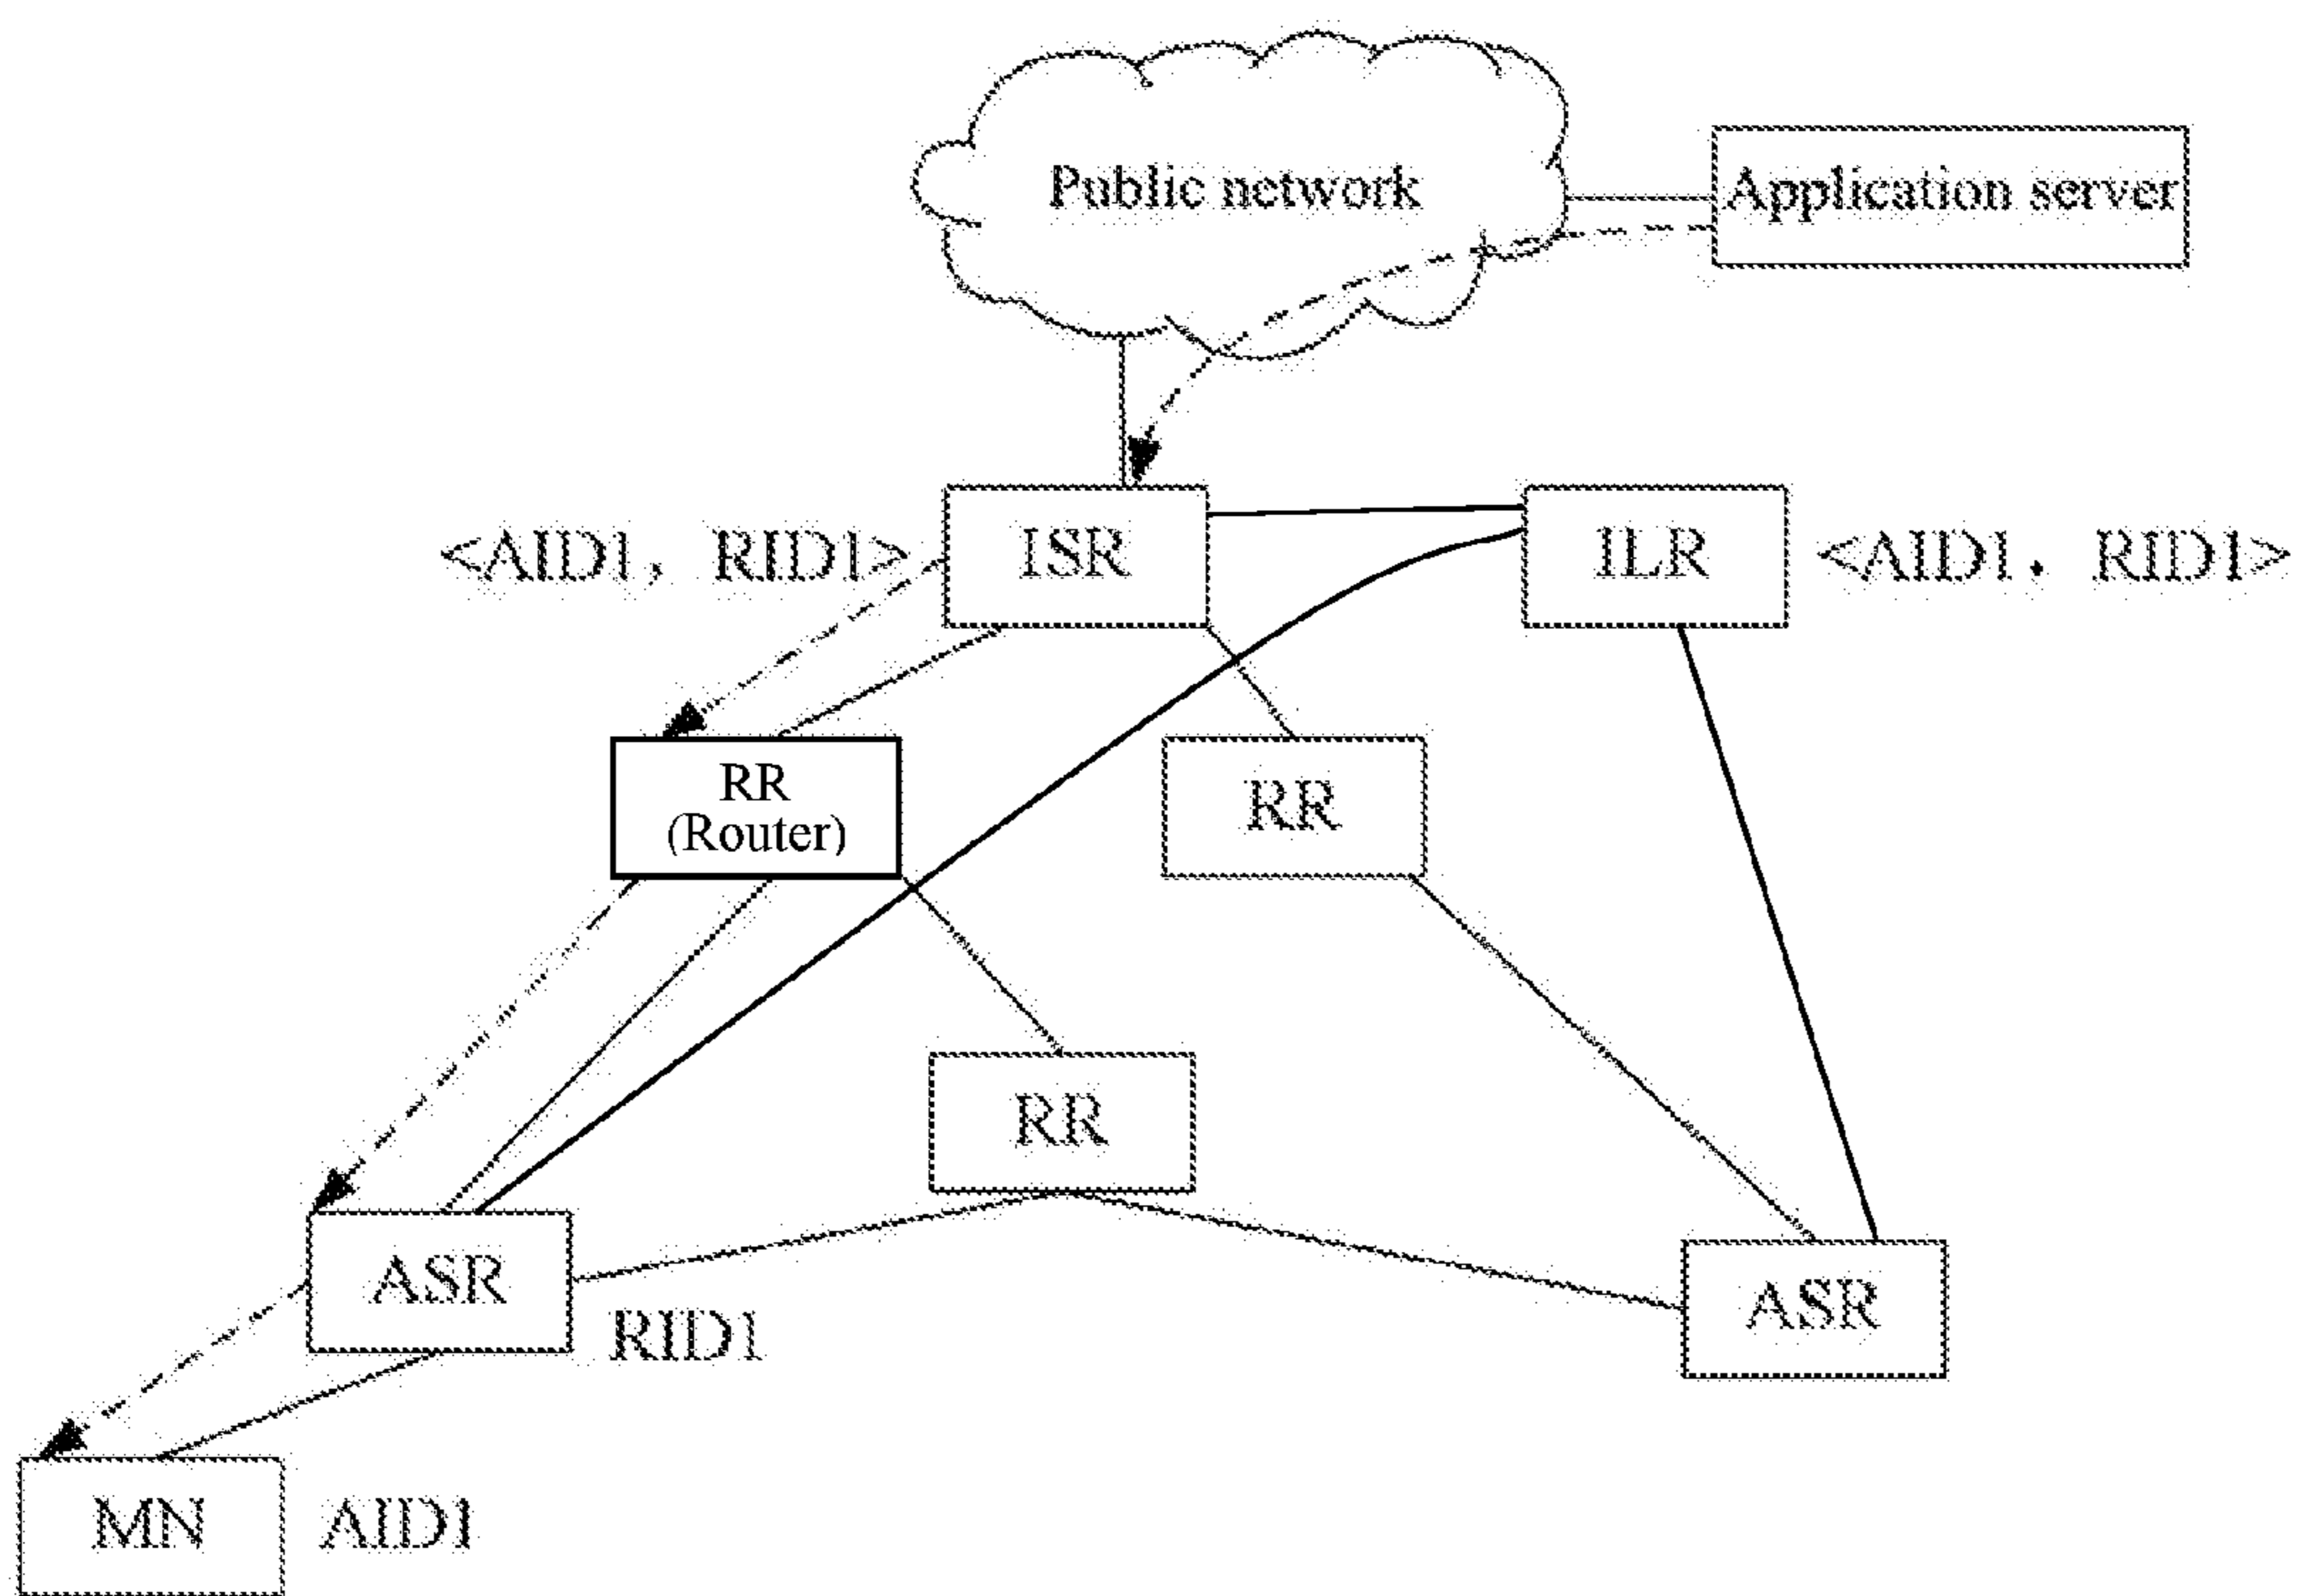 Public network
Application server
<AID1， RID1>
ISR
ILR
<AID1， RID1>
RR
(Router)
RR
RR
ASR
RID1
ASR
MN
AID1